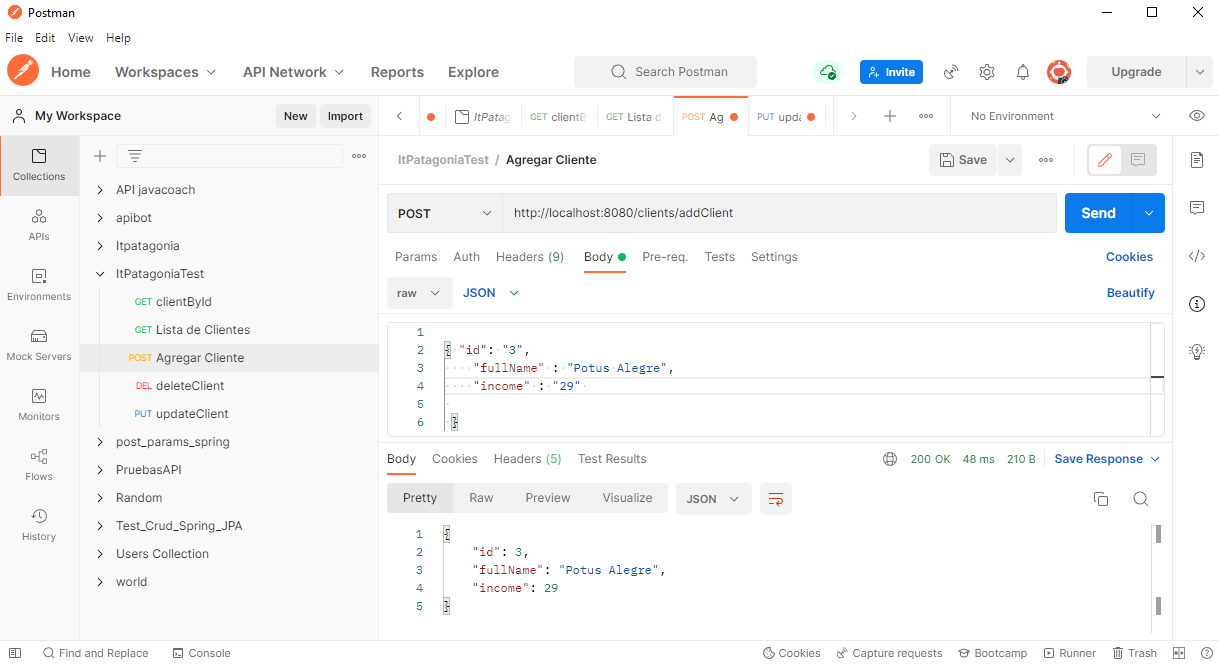 Postman
File Edit View Help
Home Workspaces API Network Reports Explore Search Postman Invite Upgrade
My Workspace New Import
ItPatag GET clientB GET Lista d POST Ag PUT upda No Environment
Collections
APIs
Environments
Mock Servers
Monitors
Flows
History
API javacoach
apibot
Itpatagonia
ItPatagoniaTest
GET clientById
GET Lista de Clientes
POST Agregar Cliente
DEL deleteClient
PUT updateClient
post_params_spring
PruebasAPI
Random
Test_Crud_Spring_JPA
Users Collection
world
ItPatagoniaTest / Agregar Cliente Save
POST http://localhost:8080/clients/addClient Send
Params Auth Headers (9) Body Pre-req. Tests Settings Cookies
raw JSON Beautify
1
2 { "id": "3",
3 "fullName" : "Potus Alegre",
4 "income" : "29"
5
6 }
Body Cookies Headers (5) Test Results 200 OK 48 ms 210 B Save Response
Pretty Raw Preview Visualize JSON
1 {
2 "id": 3,
3 "fullName": "Potus Alegre",
4 "income": 29
5 }
Find and Replace Console Cookies Capture requests Bootcamp Runner Trash